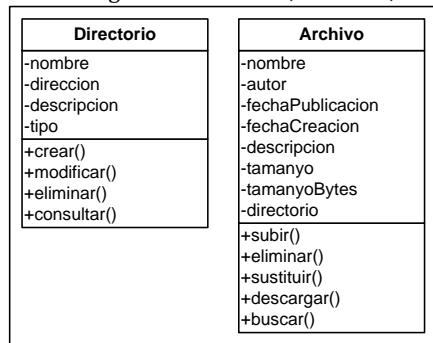 Directorio
-nombre
-direccion
-descripcion
-tipo
+crear()
+modificar()
+eliminar()
+consultar()
Archivo
-nombre
-autor
-fechaPublicacion
-fechaCreacion
-descripcion
-tamanyo
-tamanyoBytes
-directorio
+subir()
+eliminar()
+sustituir()
+descargar()
+buscar()